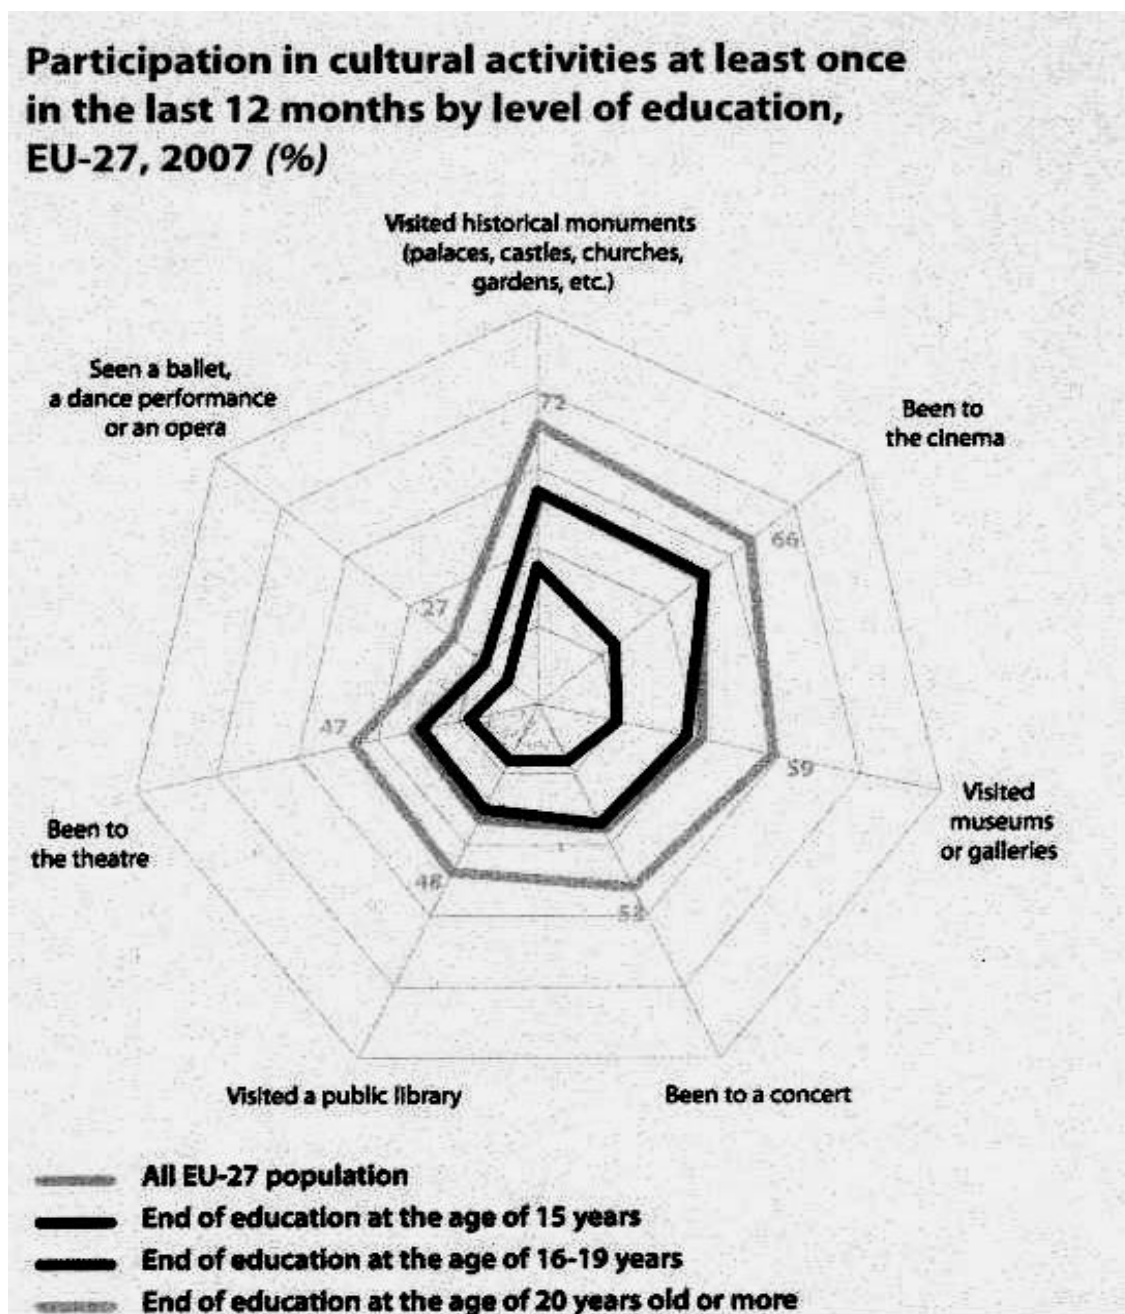 Participation in cultural activities at least once
in the last 12 months by level of education,
EU-27, 2007 (%)
Visited historical monuments
(palaces, castles, churches,
gardens, etc.)
Seen a ballet,
a dance performance
or an opera
Been to
the cinema
72
66
27
47
59
Visited
museums
or galleries
Been to
the theatre
48
Visited a public library
Been to a concert
All EU-27 population
End of education at the age of 15 years
End of education at the age of 16-19 years
End of education at the age of 20 years old or more